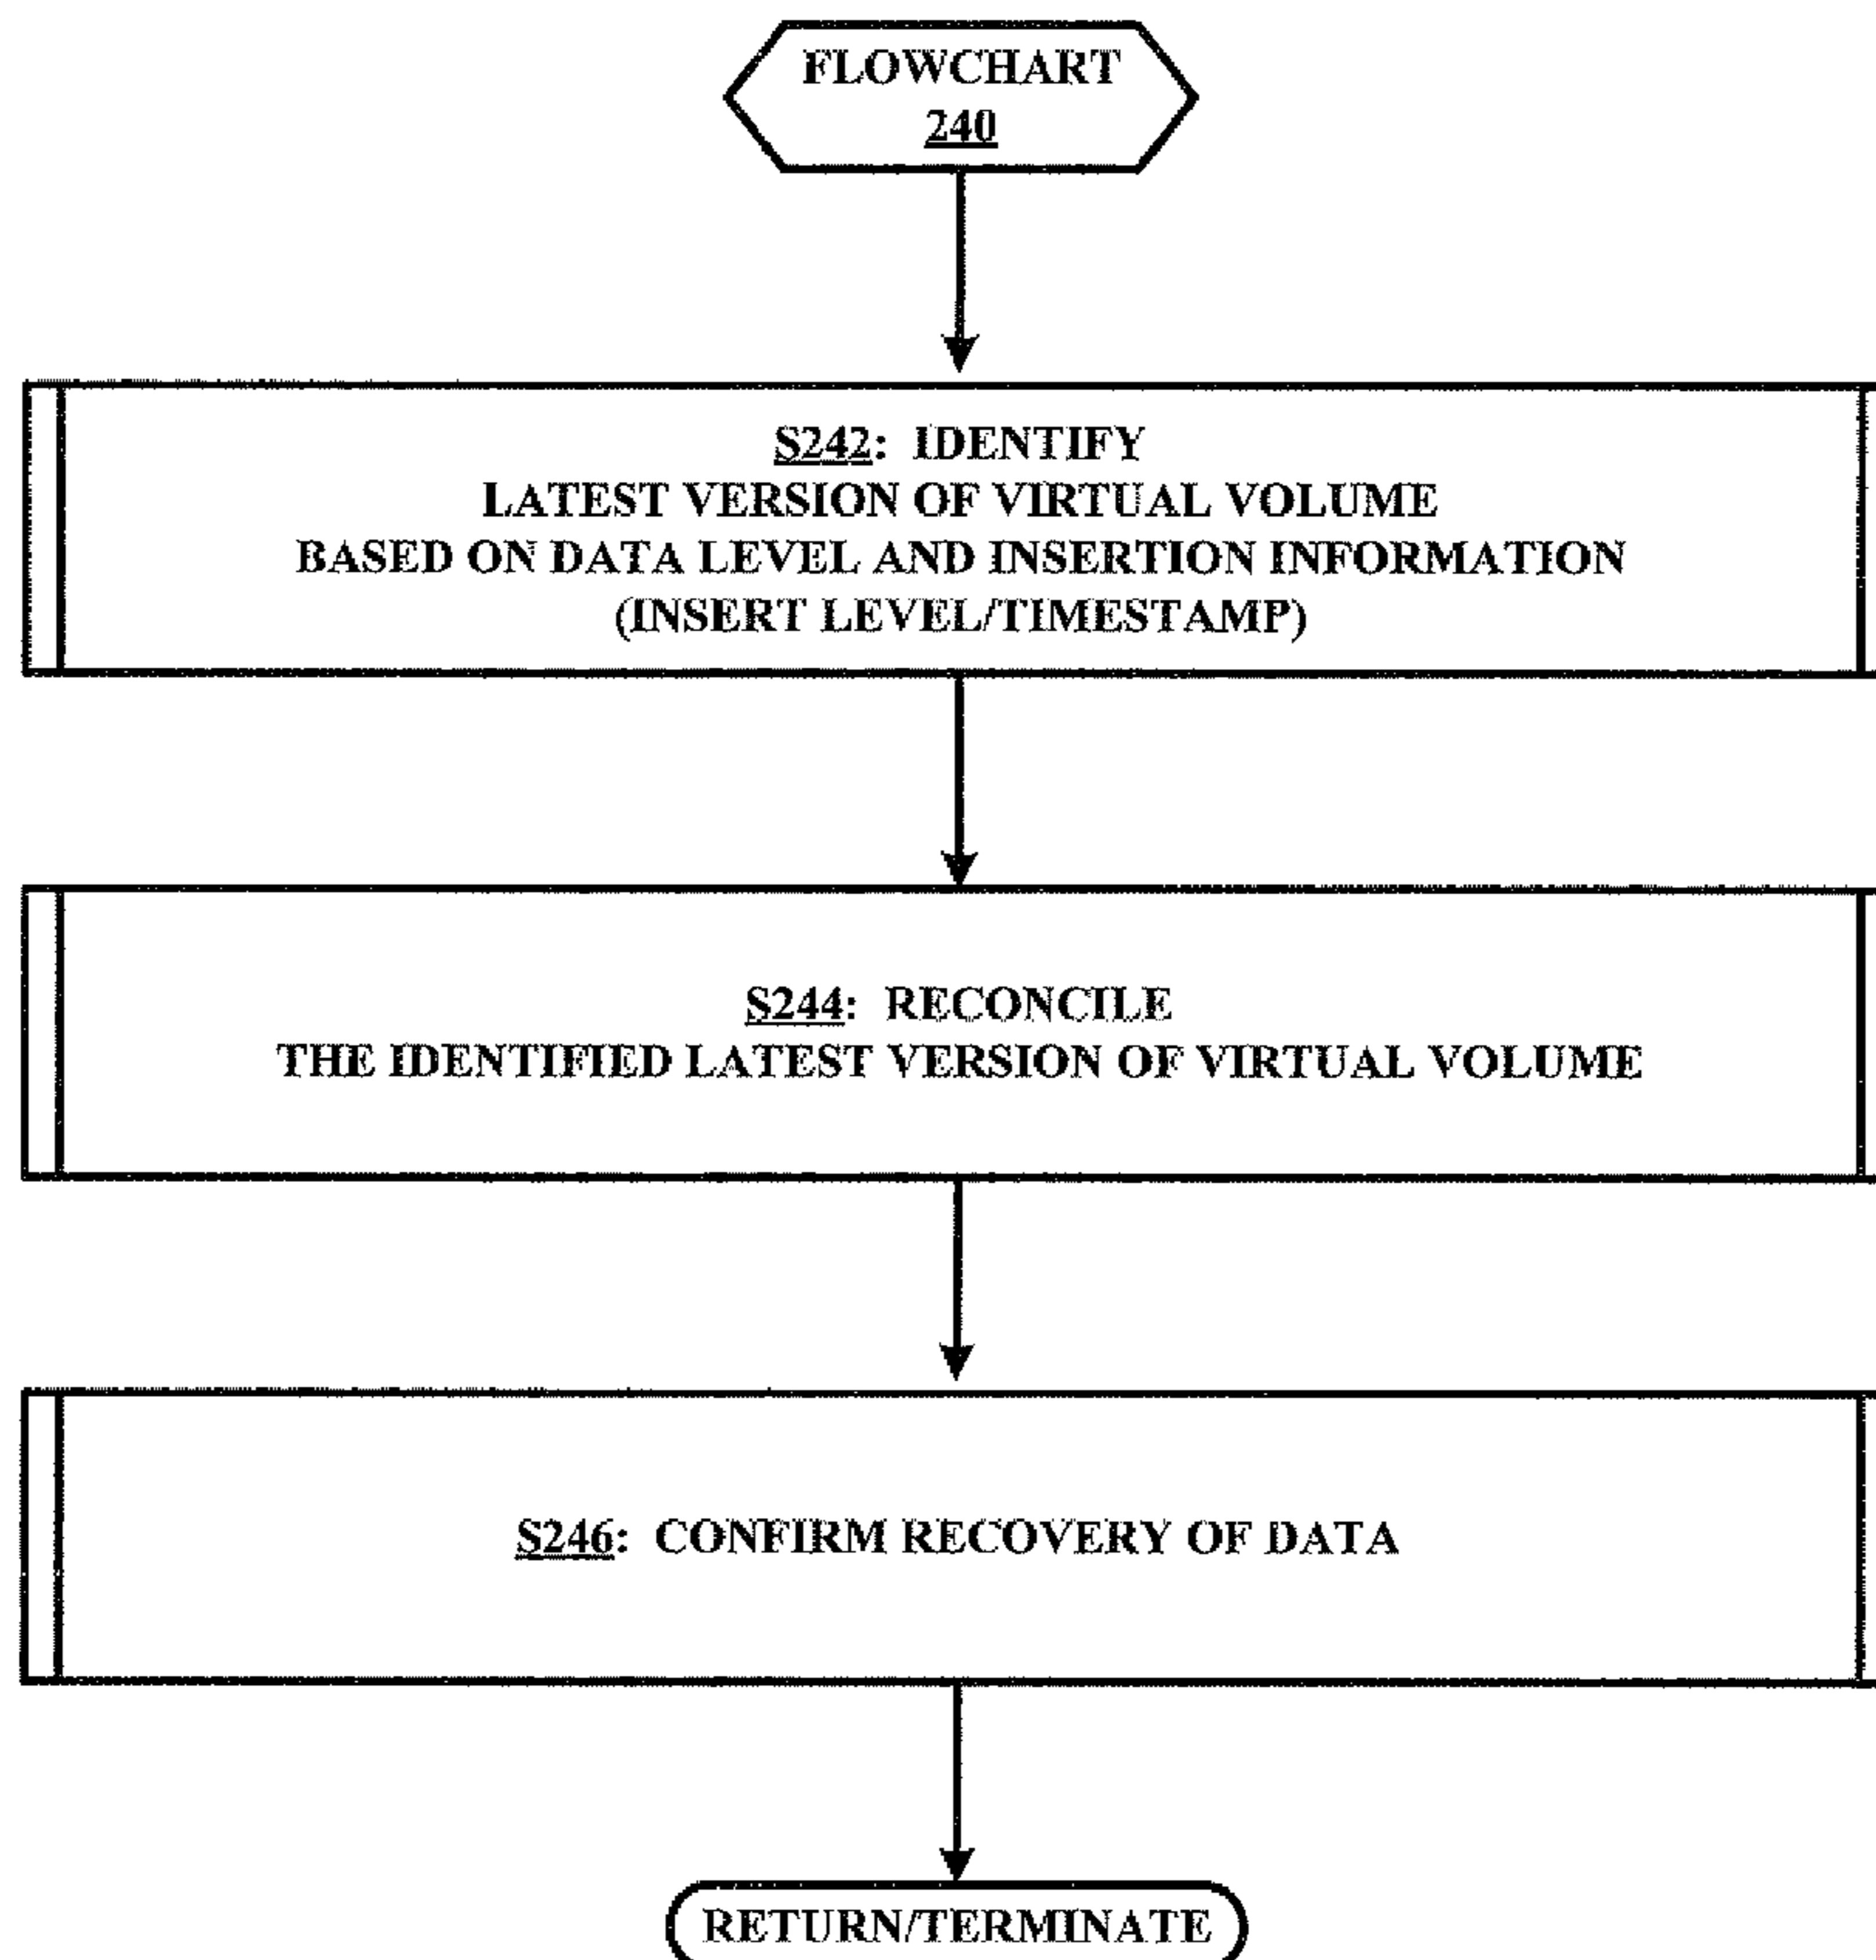 FLOWCHART
240
S242: IDENTIFY
LATEST VERSION OF VIRTUAL VOLUME
BASED ON DATA LEVEL AND INSERTION INFORMATION
(INSERT LEVEL/TIMESTAMP)
S244: RECONCILE
THE IDENTIFIED LATEST VERSION OF VIRTUAL VOLUME
S246: CONFIRM RECOVERY OF DATA
RETURN/TERMINATE